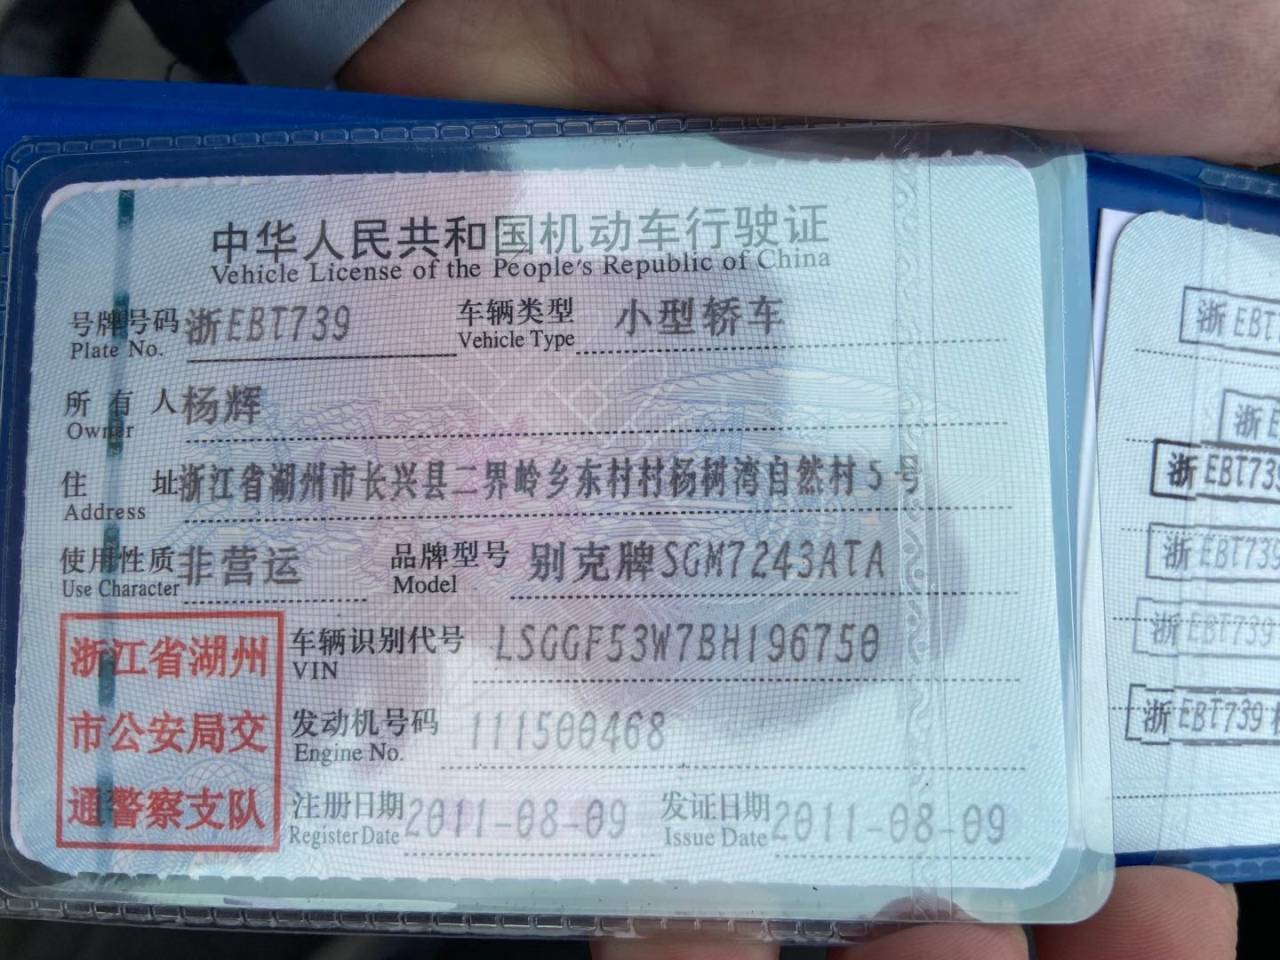 中华人民共和国机动车行驶证
Vehicle License of the People's Republic of China
号牌号码 浙EBT739 车辆类型 小型轿车
Plate No. Vehicle Type
所有人 杨辉
Owner
住址 浙江省湖州市长兴县二界岭乡东村村杨树湾自然村5号
Address
使用性质 非营运 品牌型号 别克牌SGM7243ATA
Use Character Model
浙江省湖州
市公安局交
通警察支队
车辆识别代号 LSGGF53W7BH196750
VIN
发动机号码 111500468
Engine No.
注册日期 2011-08-09 发证日期 2011-08-09
Register Date Issue Date
浙EBT
浙E
浙EBT73
浙EBT739
浙EBT739
浙EBT739